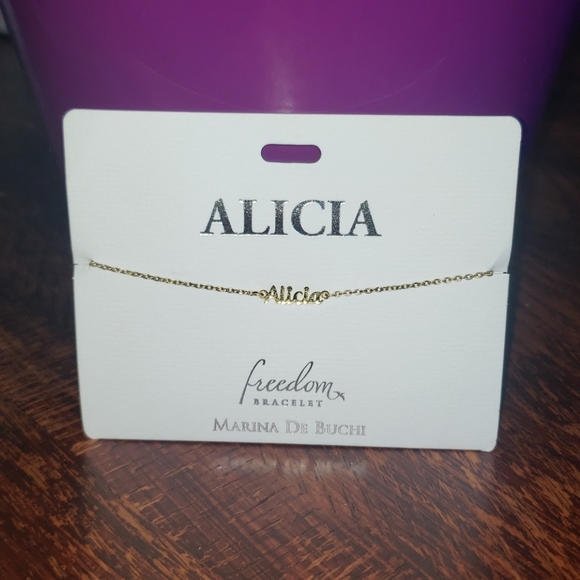 ALICIA
Alicia
freedom
BRACELET
MARINA DE BUCHI